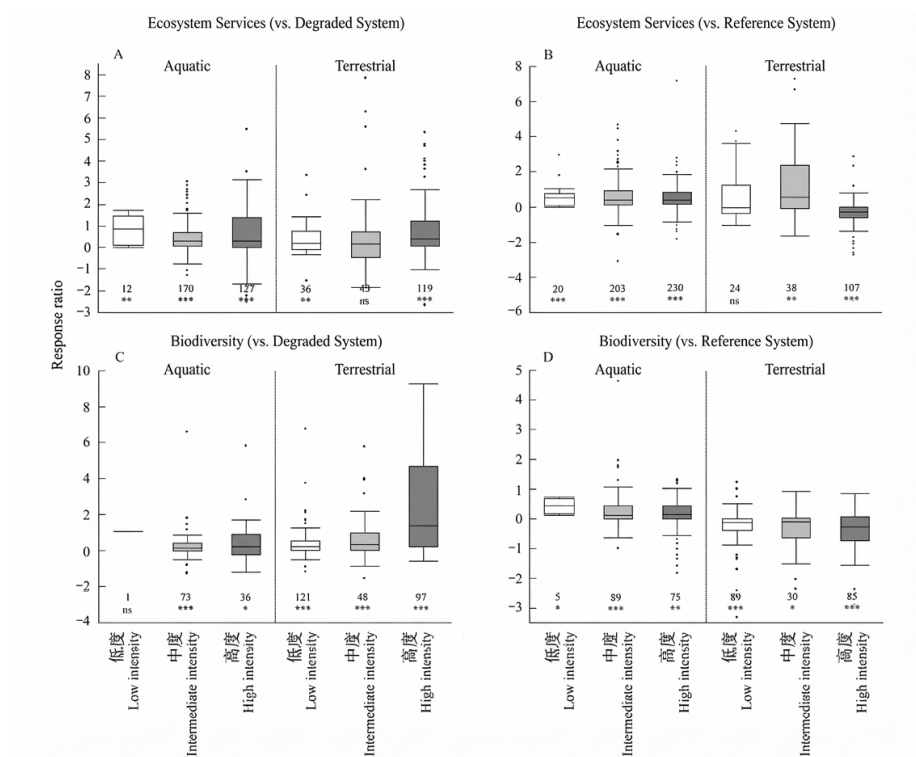 Ecosystem Services (vs. Degraded System)
A
Aquatic
Terrestrial
8
7
6
5
4
3
2
1
0
−1
−2
−3
12
170
127
36
43
119
**
***
***
**
ns
***
Ecosystem Services (vs. Reference System)
B
Aquatic
Terrestrial
8
6
4
2
0
−2
−4
−6
20
203
230
24
38
107
***
***
***
ns
**
***
Response ratio
Biodiversity (vs. Degraded System)
C
Aquatic
Terrestrial
10
8
6
4
2
0
−2
−4
1
73
36
121
48
97
ns
***
*
***
***
***
低度
Low intensity
中度
Intermediate intensity
高度
High intensity
低度
Low intensity
中度
Intermediate intensity
高度
High intensity
Biodiversity (vs. Reference System)
D
Aquatic
Terrestrial
5
4
3
2
1
0
−1
−2
−3
5
89
75
89
30
85
*
***
**
***
*
***
低度
Low intensity
中度
Intermediate intensity
高度
High intensity
低度
Low intensity
中度
Intermediate intensity
高度
High intensity